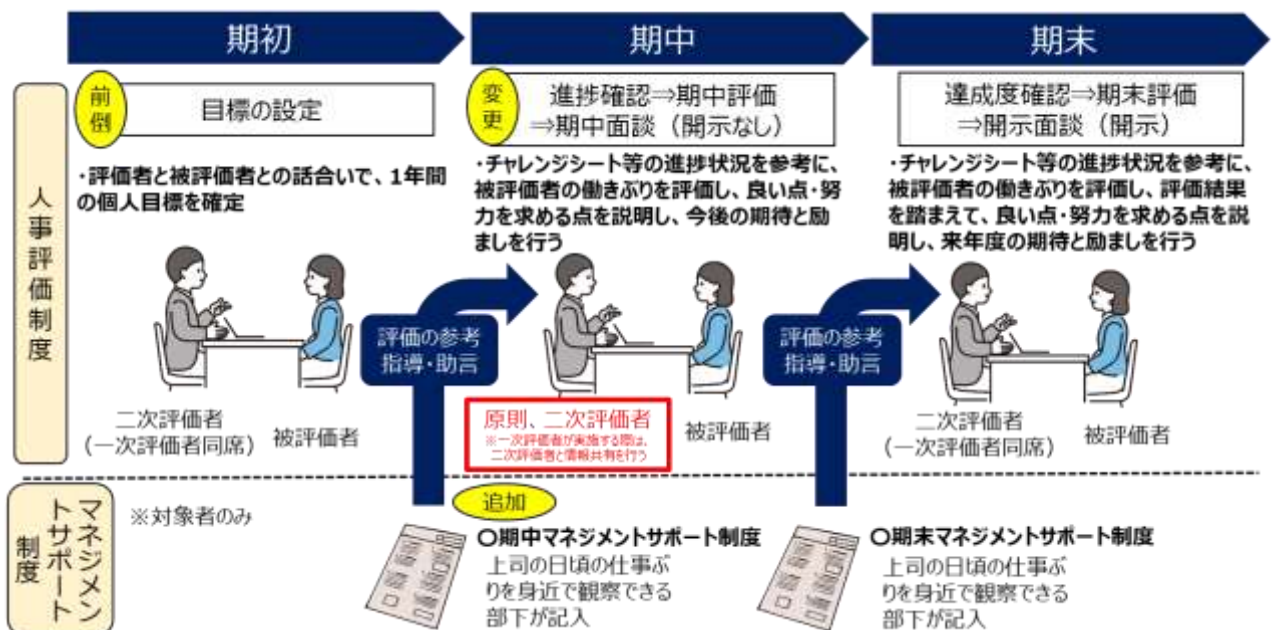 期初
期中
期末
人事評価制度
前倒
目標の設定
・評価者と被評価者との話合いで、1年間
の個人目標を確定
二次評価者
(一次評価者同席)
被評価者
変更
進捗確認⇒期中評価
⇒期中面談（開示なし）
・チャレンジシート等の進捗状況を参考に、
被評価者の働きぶりを評価し、良い点・努
力を求める点を説明し、今後の期待と励
ましを行う
評価の参考
指導・助言
原則、二次評価者
※一次評価者が実施する際は、
二次評価者と情報共有を行う
被評価者
達成度確認⇒期末評価
⇒開示面談（開示）
・チャレンジシート等の進捗状況を参考に、
被評価者の働きぶりを評価し、評価結果
を踏まえて、良い点・努力を求める点を説
明し、来年度の期待と励ましを行う
評価の参考
指導・助言
二次評価者
(一次評価者同席)
被評価者
マネジメン
トサポート
制度
※対象者のみ
追加
〇期中マネジメントサポート制度
上司の日頃の仕事ぶ
りを身近で観察できる
部下が記入
〇期末マネジメントサポート制度
上司の日頃の仕事ぶ
りを身近で観察できる
部下が記入